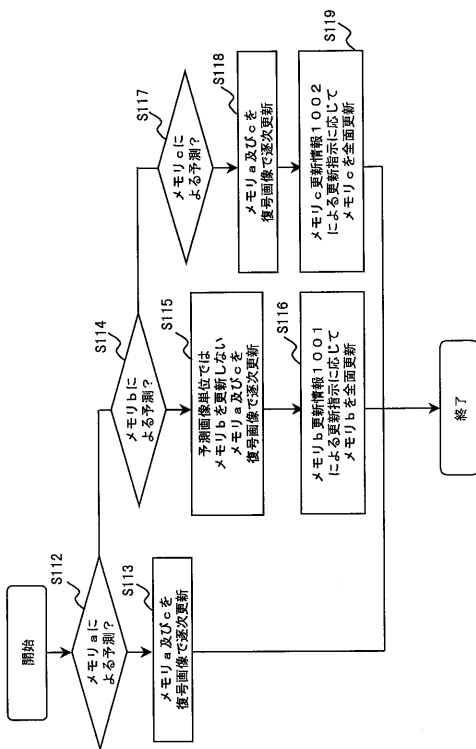 開始
S112
メモリaに
よる予測?
S113
メモリa及びcを
復号画像で逐次更新
S114
メモリbに
よる予測?
S115
予測画像単位では
メモリbを更新しない
メモリa及びcを
復号画像で逐次更新
S116
メモリb更新情報1001
による更新指示に応じて
メモリbを全面更新
S117
メモリcに
よる予測?
S118
メモリa及びcを
復号画像で逐次更新
S119
メモリc更新情報1002
による更新指示に応じて
メモリcを全面更新
終了